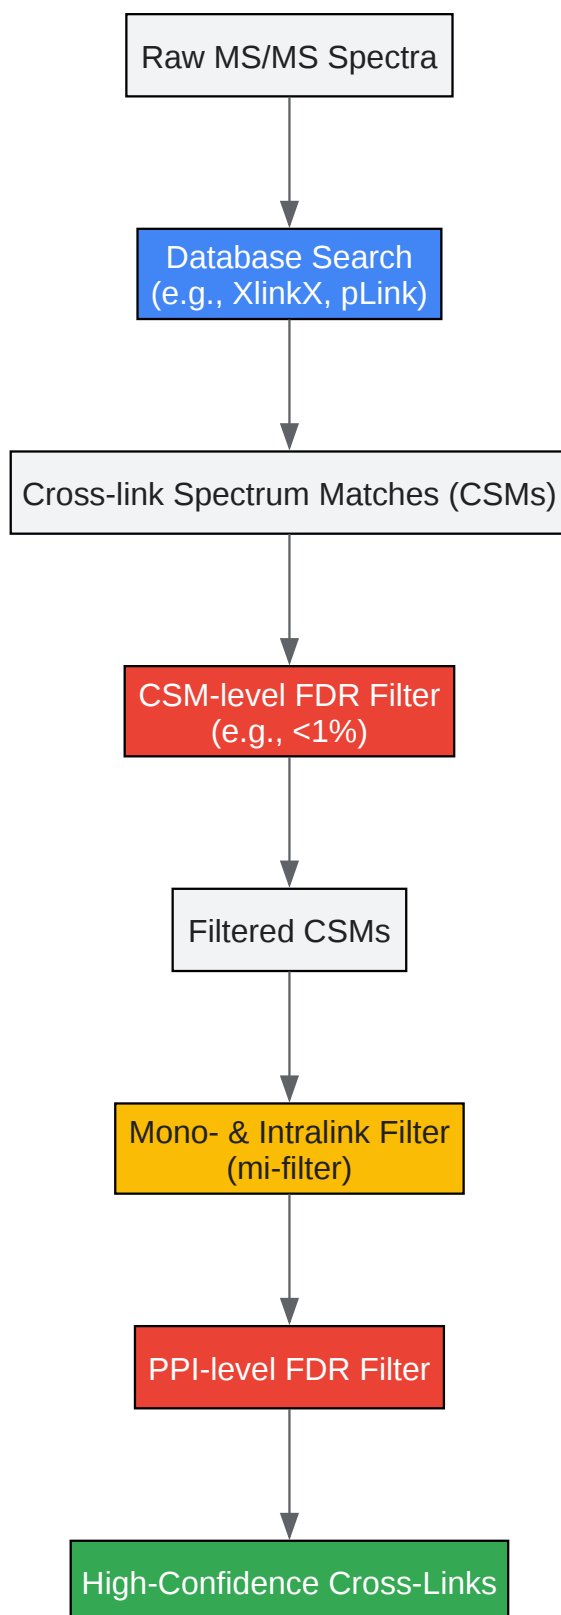 Raw MS/MS Spectra
Database Search
(e.g., XlinkX, pLink)
Cross-link Spectrum Matches (CSMs)
CSM-level FDR Filter
(e.g., <1%)
Filtered CSMs
Mono- & Intralink Filter
(mi-filter)
PPI-level FDR Filter
High-Confidence Cross-Links